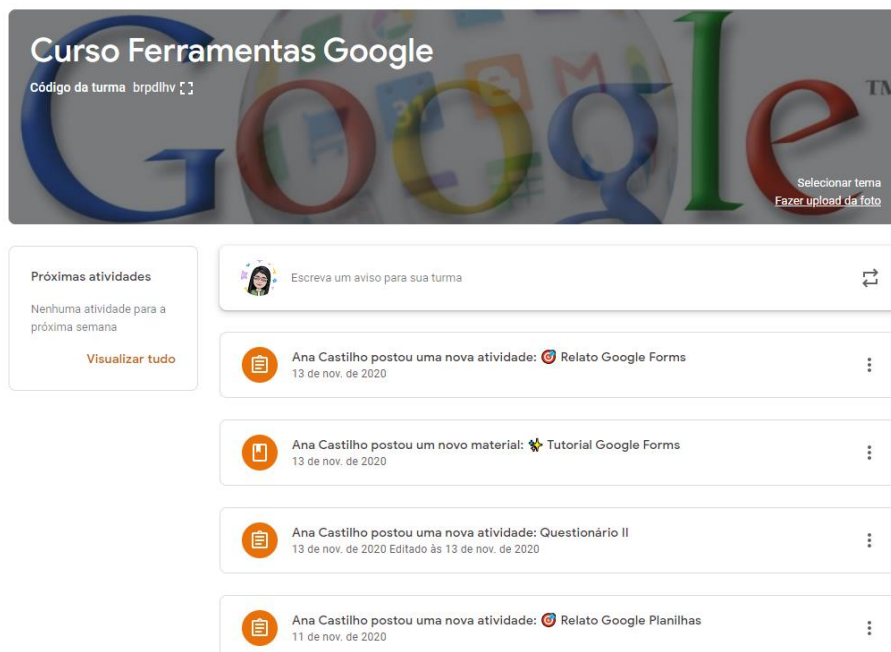 Curso Ferramentas Google
Código da turma brpdlhv
Google
TM
31
Selecionar tema
Fazer upload da foto
Próximas atividades
Nenhuma atividade para a
próxima semana
Visualizar tudo
Escreva um aviso para sua turma
Ana Castilho postou uma nova atividade: 🎯 Relato Google Forms
13 de nov. de 2020
Ana Castilho postou um novo material: ✨ Tutorial Google Forms
13 de nov. de 2020
Ana Castilho postou uma nova atividade: Questionário II
13 de nov. de 2020 Editado às 13 de nov. de 2020
Ana Castilho postou uma nova atividade: 🎯 Relato Google Planilhas
11 de nov. de 2020